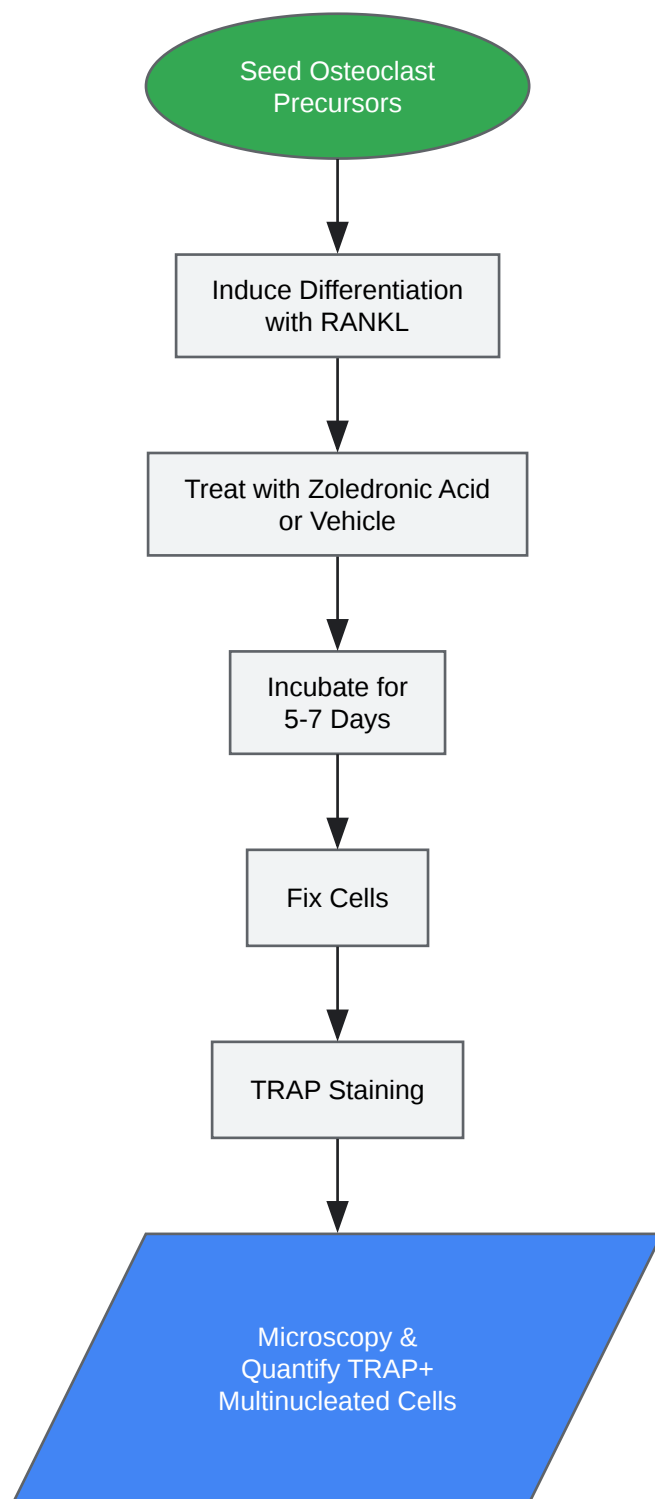 Seed Osteoclast
Precursors
Induce Differentiation
with RANKL
Treat with Zoledronic Acid
or Vehicle
Incubate for
5-7 Days
Fix Cells
TRAP Staining
Microscopy &
Quantify TRAP+
Multinucleated Cells